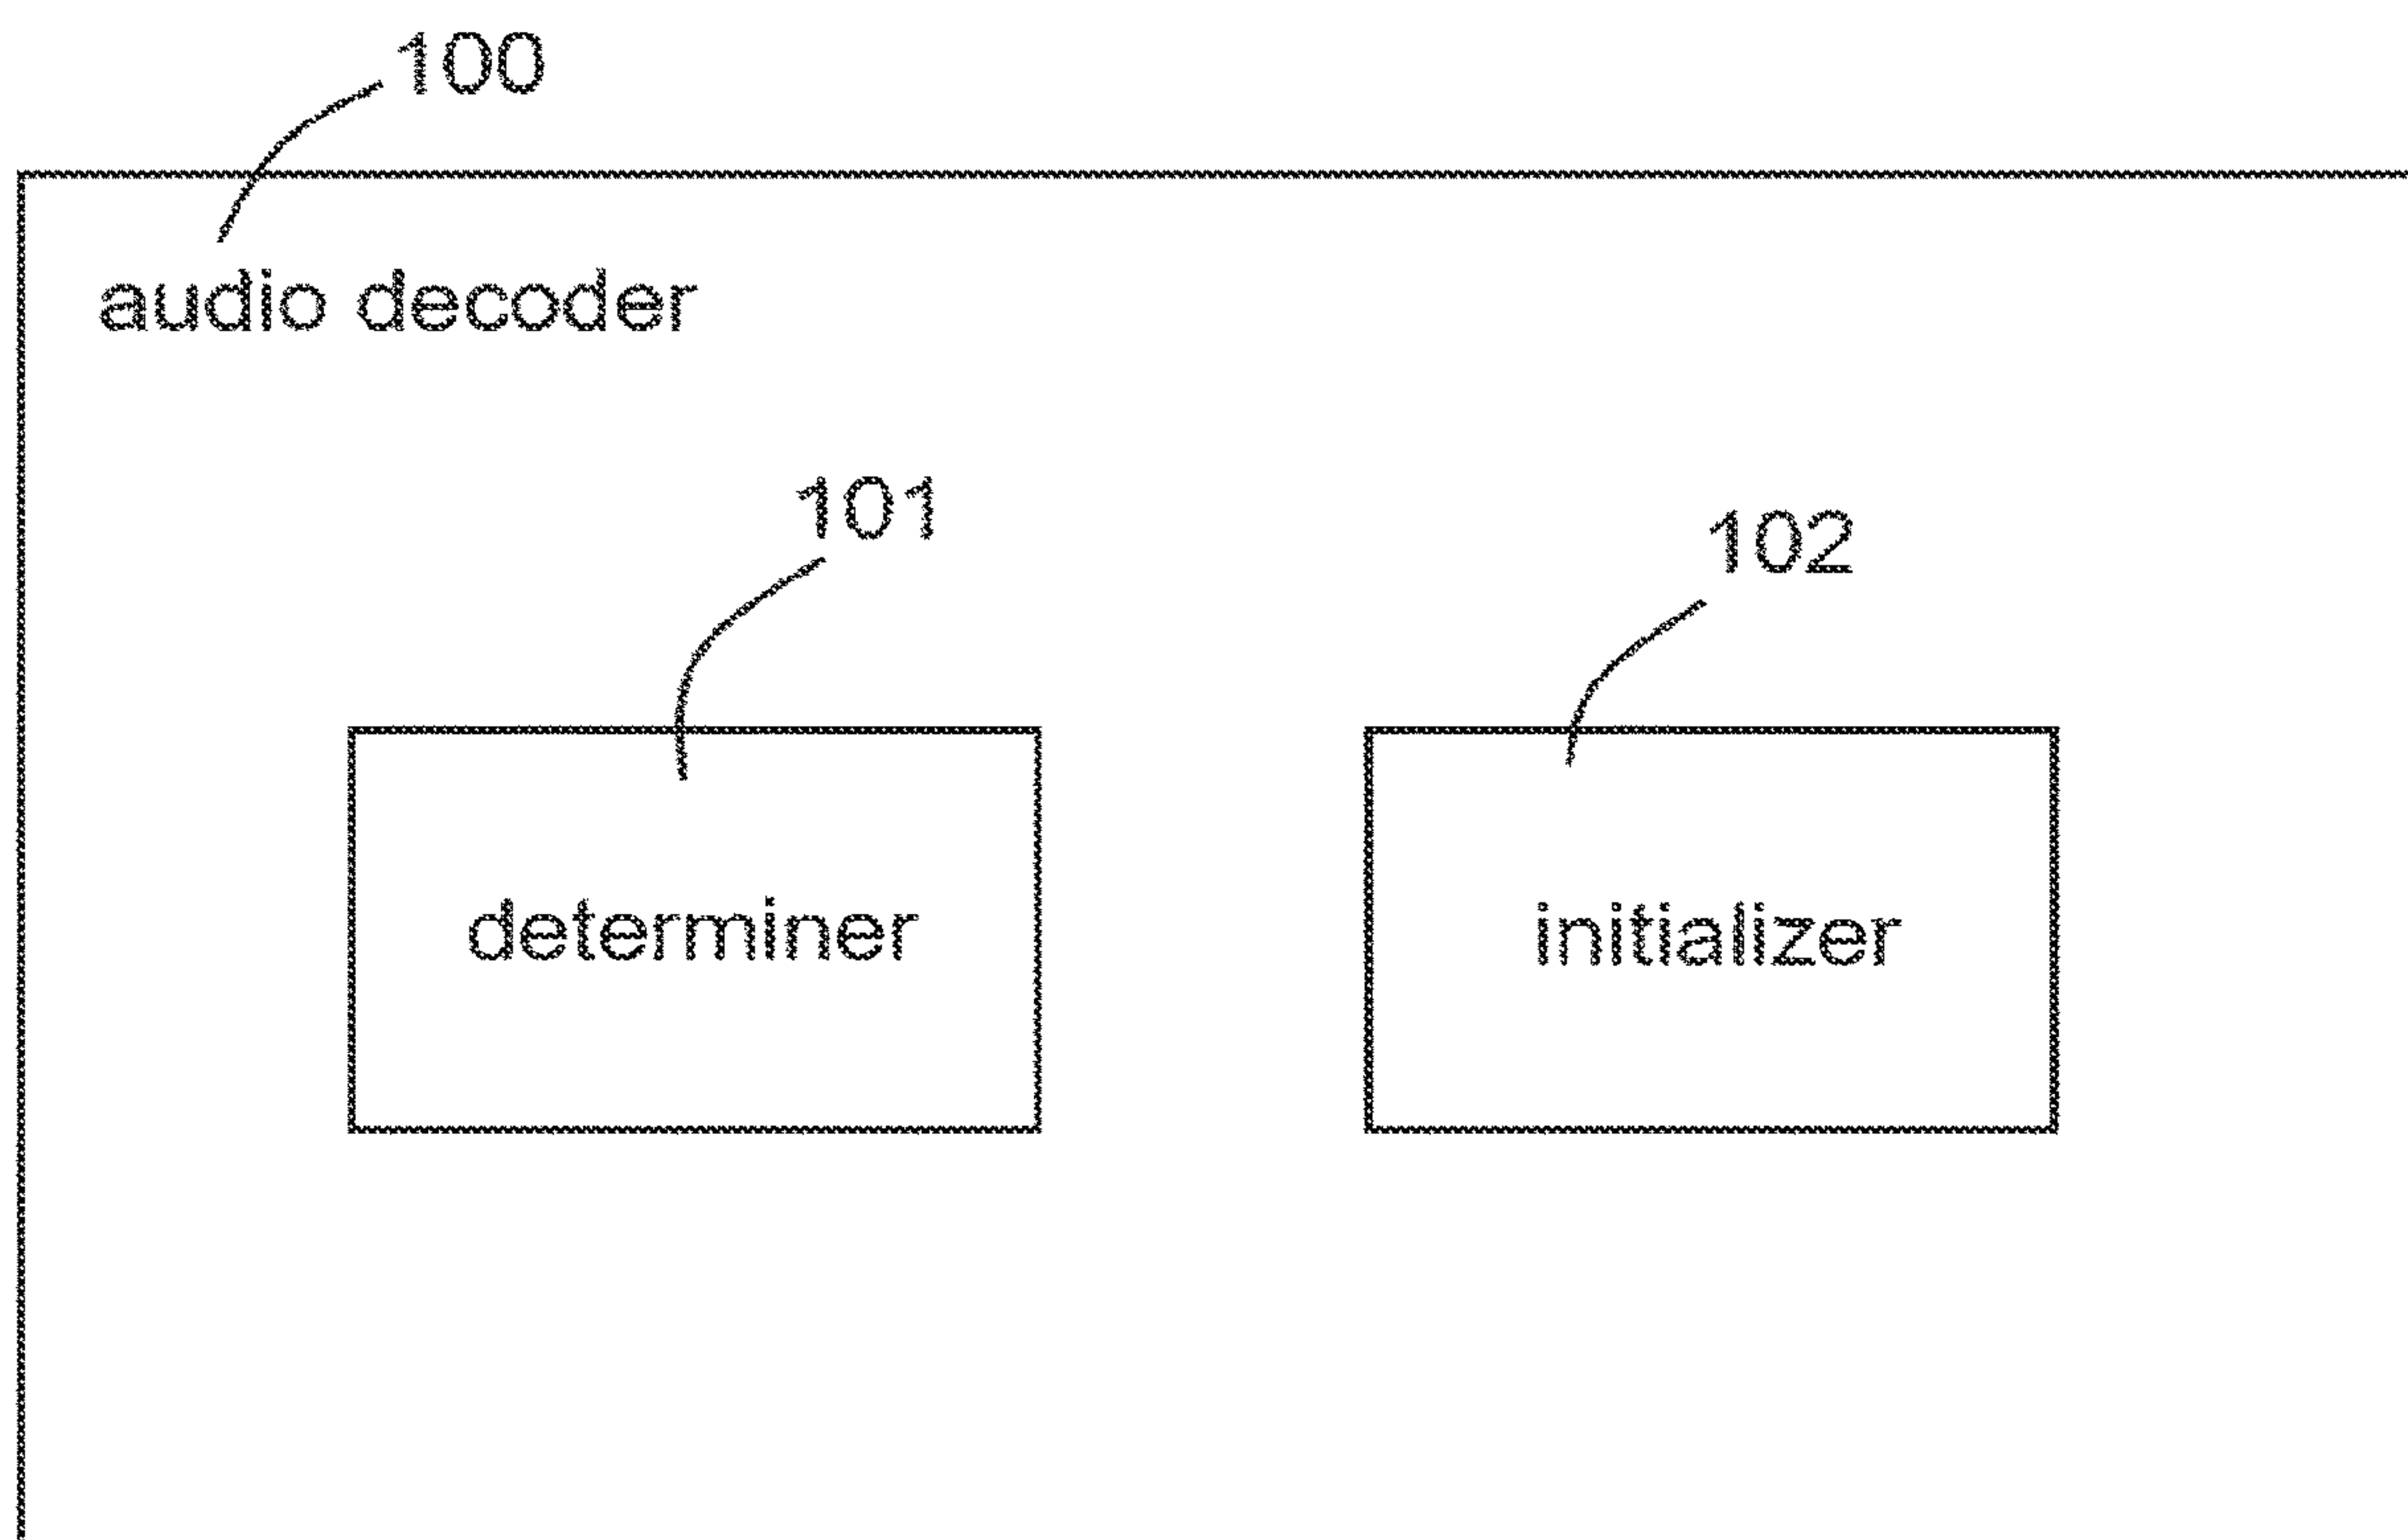 100
audio decoder
101
102
determiner
initializer